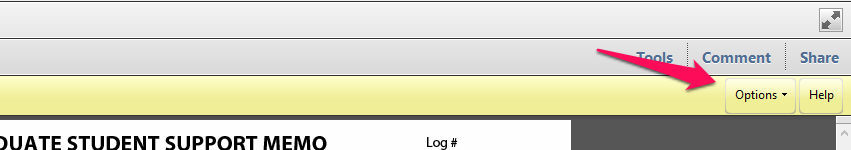 Tools Comment Share
Options Help
DUATE STUDENT SUPPORT MEMO Log #